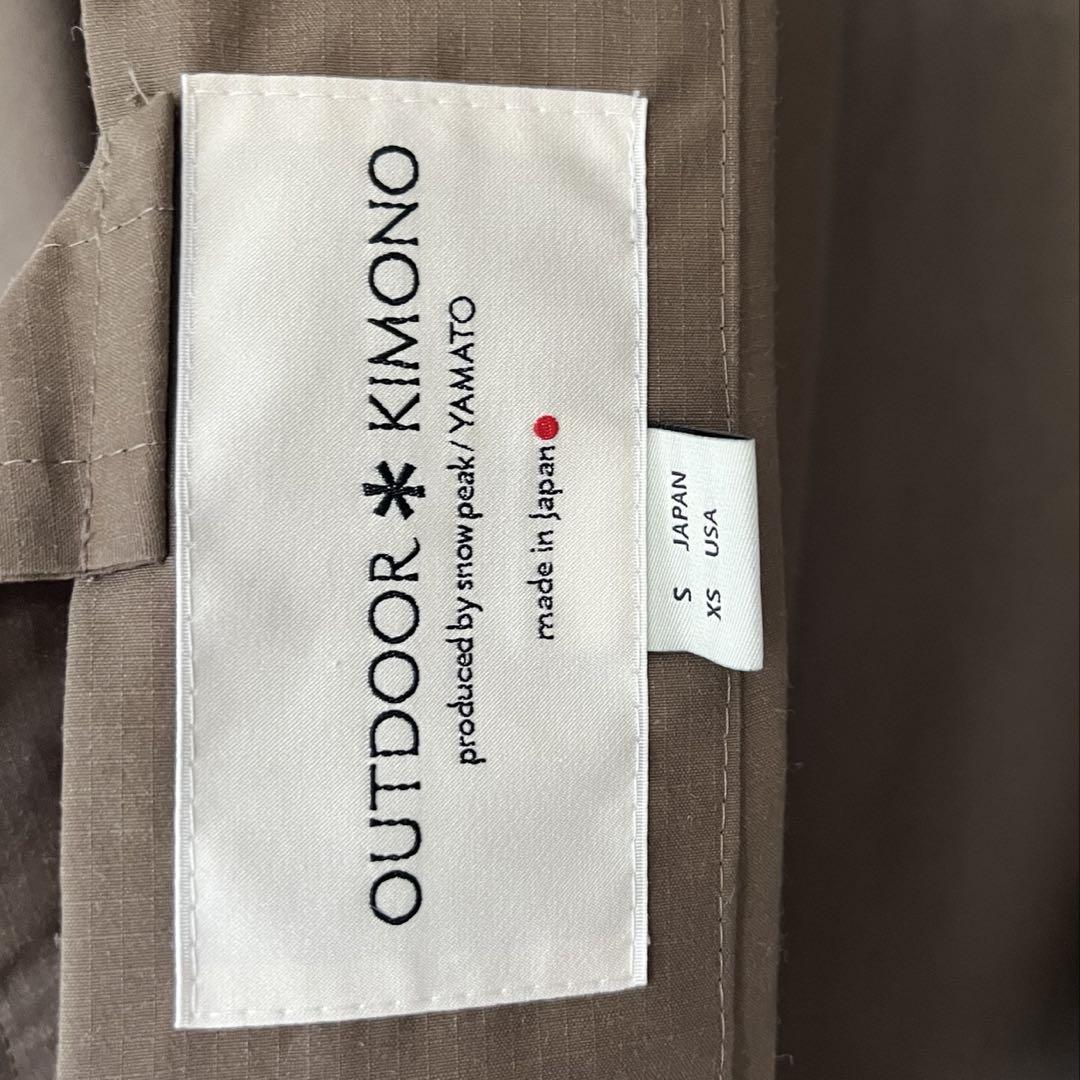 OUTDOOR * KIMONO
produced by snow peak / YAMATO
made in Japan
S JAPAN
XS USA